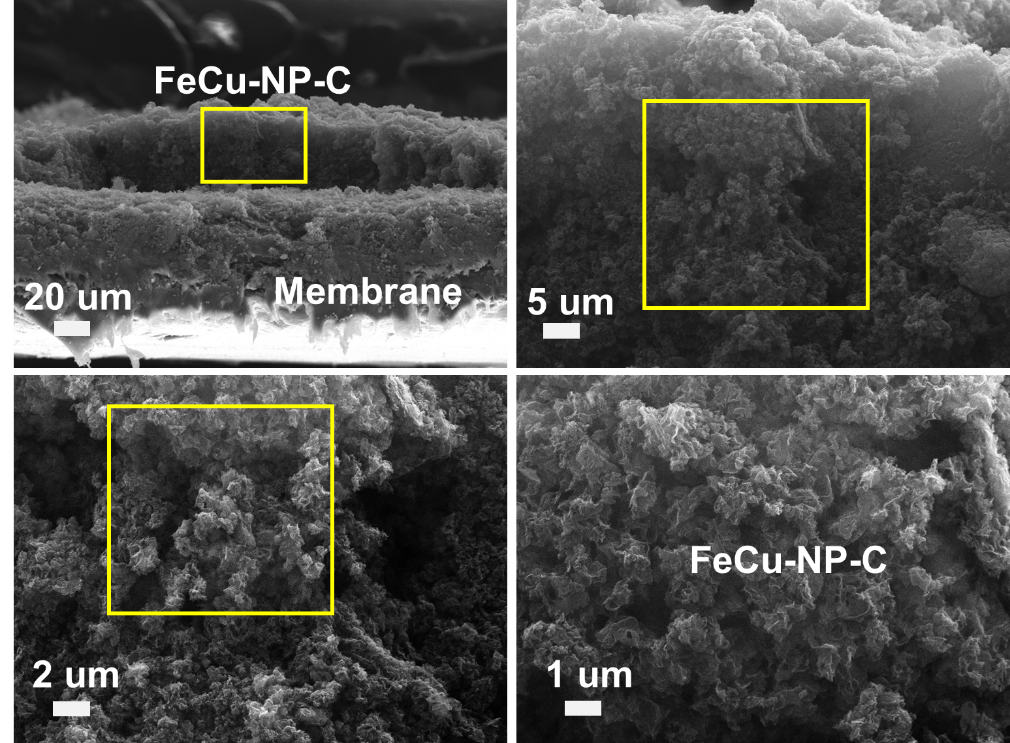 FeCu-NP-C
20 um
Membrane
5 um
2 um
FeCu-NP-C
1 um